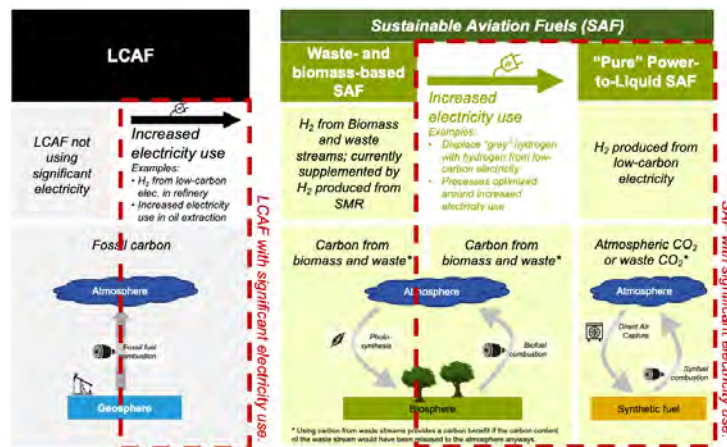 Sustainable Aviation Fuels (SAF)
LCAF
Waste- and
biomass-based
SAF
"Pure" Power-
to-Liquid SAF
LCAF not
using
significant
electricity
Increased
electricity use
Examples:
• H2 from low-carbon
elec. in refinery
• Increased electricity
use in oil extraction
H2 from Biomass
and waste
streams; currently
supplemented by
H2 produced from
SMR
Increased
electricity use
Examples:
• Displace "grey" hydrogen
with hydrogen from low-
carbon electricity
• Processes optimized
around increased
electricity use
H2 produced from
low-carbon
electricity
Fossil carbon
Atmosphere
Fossil fuel
combustion
Geosphere
LCAF with significant electricity use.
Carbon from
biomass and waste*
Carbon from
biomass and waste*
Atmosphere
Photo-
synthesis
Biofuel
combustion
Biosphere
Atmospheric CO2
or waste CO2*
Atmosphere
Direct Air
Capture
Synfuel
combustion
Synthetic fuel
SAF with significant electricity use.
* Using carbon from waste streams provides a carbon benefit if the carbon content
of the waste stream would have been released to the atmosphere anyways.